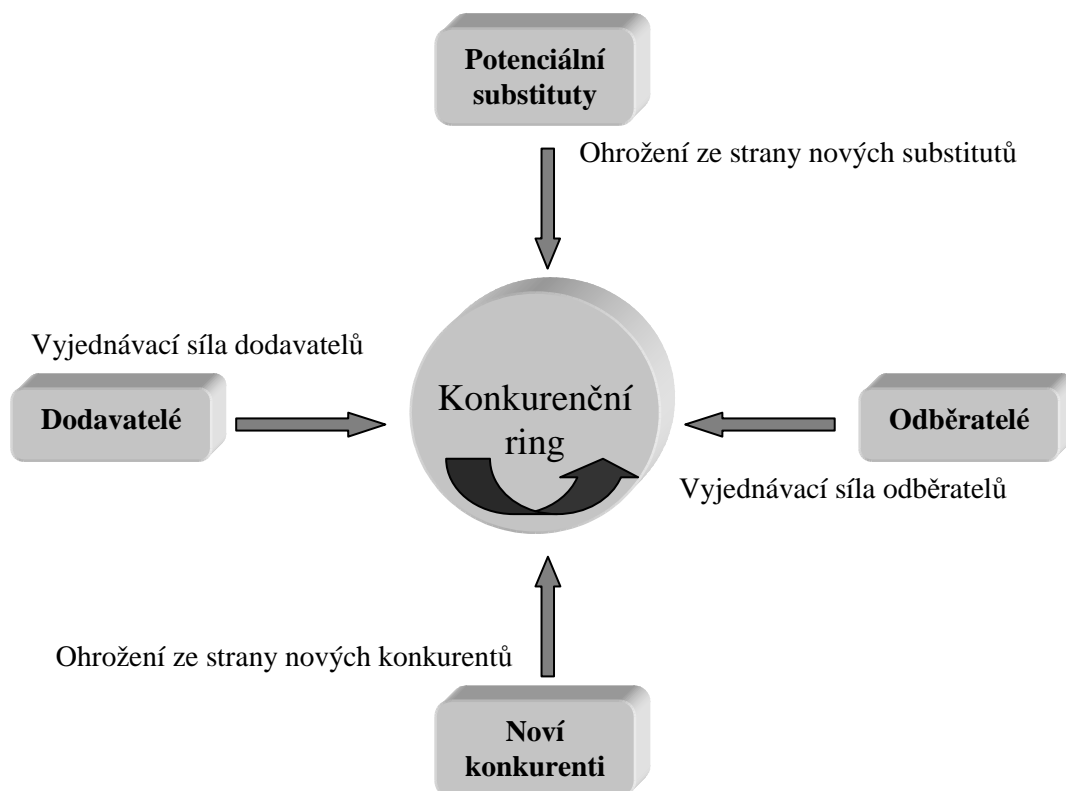 Potenciální
substituty
Ohrožení ze strany nových substitutů
Vyjednávací síla dodavatelů
Dodavatelé
Konkurenční
ring
Odběratelé
Vyjednávací síla odběratelů
Ohrožení ze strany nových konkurentů
Noví
konkurenti